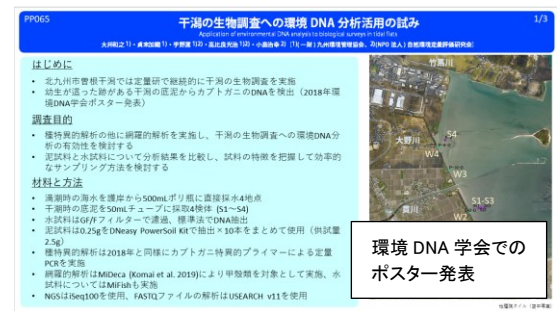 PP065
干潟の生物調査への環境 DNA 分析活用の試み
1/3
Application of environmental DNA analysis to biological surveys in tidal flats
はじめに
• 北九州市曽根干潟では定量研で継続的に干潟の生物調査を実施
• 幼生が這った跡がある干潟の底泥からカブトガニのDNAを検出（2018年環
境DNA学会ポスター発表）
調査目的
• 種特異的解析の他に網羅的解析を実施し、干潟の生物調査への環境DNA分
析の有効性を検討する
• 泥試料と水試料について分析結果を比較し、試料の特徴を把握して効率的
なサンプリング方法を検討する
材料と方法
• 満潮時の海水を護岸から500mLポリ瓶に直接採水4地点
• 干潮時の底泥を50mLチューブに採取4検体 (S1～S4)
• 水試料はGF/Fフィルターで濾過、標準法でDNA抽出
• 泥試料は0.25gをDNeasy PowerSoil Kitで抽出×10本をまとめて使用（供試量
2.5g）
• 種特異的解析は2018年と同様にカブトガニ特異的プライマーによる定量
PCRを実施
• 網羅的解析はMiDeca (Komai et al. 2019)により甲殻類を対象として実施、水
試料についてはMiFishも実施
• NGSはiSeq100を使用、FASTQファイルの解析はUSEARCH v11を使用
竹馬川
大野川
S4
W4
W3
S1-S3
貫川
W2
環境 DNA 学会での
ポスター発表